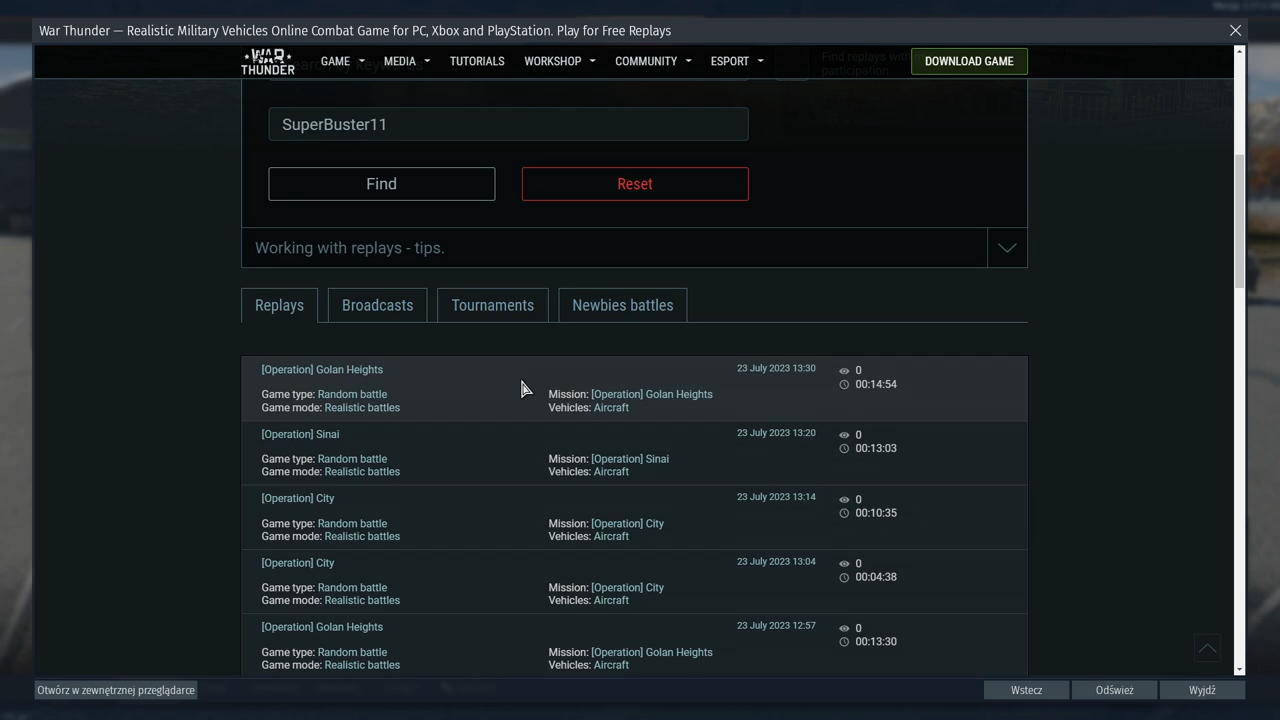 War Thunder — Realistic Military Vehicles Online Combat Game for PC, Xbox and PlayStation. Play for Free Replays
WAR THUNDER GAME MEDIA TUTORIALS WORKSHOP COMMUNITY ESPORT DOWNLOAD GAME
Find replays with
participation
SuperBuster11
Find Reset
Working with replays - tips.
Replays Broadcasts Tournaments Newbies battles
[Operation] Golan Heights 23 July 2023 13:30 0
00:14:54
Game type: Random battle Mission: [Operation] Golan Heights
Game mode: Realistic battles Vehicles: Aircraft
[Operation] Sinai 23 July 2023 13:20 0
00:13:03
Game type: Random battle Mission: [Operation] Sinai
Game mode: Realistic battles Vehicles: Aircraft
[Operation] City 23 July 2023 13:14 0
00:10:35
Game type: Random battle Mission: [Operation] City
Game mode: Realistic battles Vehicles: Aircraft
[Operation] City 23 July 2023 13:04 0
00:04:38
Game type: Random battle Mission: [Operation] City
Game mode: Realistic battles Vehicles: Aircraft
[Operation] Golan Heights 23 July 2023 12:57 0
00:13:30
Game type: Random battle Mission: [Operation] Golan Heights
Game mode: Realistic battles Vehicles: Aircraft
Otwórz w zewnętrznej przeglądarce Wstecz Odśwież Wyjdź